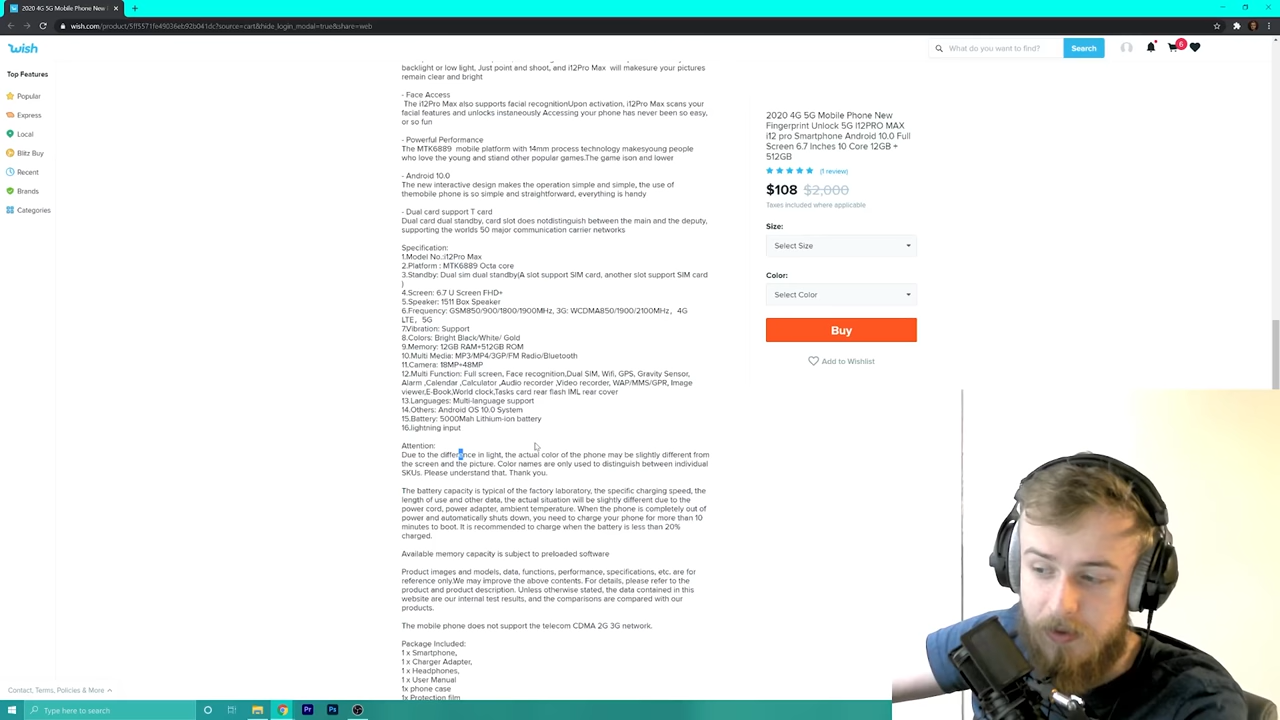 2020 4G 5G Mobile Phone New
wish.com/product/5ff5571fe49036eb92b041dc?source=cart&hide_login_modal=true&share=web
wish
What do you want to find?
Search
6
Top Features
Popular
Express
Local
Blitz Buy
Recent
Brands
Categories
backlight or low light, Just point and shoot, and i12Pro Max will makesure your pictures
remain clear and bright
- Face Access
The i12Pro Max also supports facial recognitionUpon activation, i12Pro Max scans your
facial features and unlocks instaneously Accessing your phone has never been so easy,
or so fun
- Powerful Performance
The MTK6889 mobile platform with 14mm process technology makesyoung people
who love the young and stiand other popular games.The game ison and lower
- Android 10.0
The new interactive design makes the operation simple and simple, the use of
themobile phone is so simple and straightforward, everything is handy
- Dual card support T card
Dual card dual standby, card slot does notdistinguish between the main and the deputy,
supporting the worlds 50 major communication carrier networks
Specification:
1.Model No.:i12Pro Max
2.Platform : MTK6889 Octa core
3.Standby: Dual sim dual standby(A slot support SIM card, another slot support SIM card
)
4.Screen: 6.7 U Screen FHD+
5.Speaker: 1511 Box Speaker
6.Frequency: GSM850/900/1800/1900MHz, 3G: WCDMA850/1900/2100MHz，4G
LTE，5G
7.Vibration: Support
8.Colors: Bright Black/White/ Gold
9.Memory: 12GB RAM+512GB ROM
10.Multi Media: MP3/MP4/3GP/FM Radio/Bluetooth
11.Camera: 18MP+48MP
12.Multi Function: Full screen, Face recognition,Dual SIM, Wifi, GPS, Gravity Sensor,
Alarm ,Calendar ,Calculator ,Audio recorder ,Video recorder, WAP/MMS/GPR, Image
viewer,E-Book,World clock,Tasks card rear flash IML rear cover
13.Languages: Multi-language support
14.Others: Android OS 10.0 System
15.Battery: 5000Mah Lithium-ion battery
16.lightning input
Attention:
Due to the difference in light, the actual color of the phone may be slightly different from
the screen and the picture. Color names are only used to distinguish between individual
SKUs. Please understand that. Thank you.
The battery capacity is typical of the factory laboratory, the specific charging speed, the
length of use and other data, the actual situation will be slightly different due to the
power cord, power adapter, ambient temperature. When the phone is completely out of
power and automatically shuts down, you need to charge your phone for more than 10
minutes to boot. It is recommended to charge when the battery is less than 20%
charged.
Available memory capacity is subject to preloaded software
Product images and models, data, functions, performance, specifications, etc. are for
reference only.We may improve the above contents. For details, please refer to the
product and product description. Unless otherwise stated, the data contained in this
website are our internal test results, and the comparisons are compared with our
products.
The mobile phone does not support the telecom CDMA 2G 3G network.
Package Included:
1 x Smartphone,
1 x Charger Adapter,
1 x Headphones,
1 x User Manual
1x phone case
1x Protection film
2020 4G 5G Mobile Phone New
Fingerprint Unlock 5G I12PRO MAX
i12 pro Smartphone Android 10.0 Full
Screen 6.7 Inches 10 Core 12GB +
512GB
(1 review)
$108 $2,000
Taxes included where applicable
Size:
Select Size
Color:
Select Color
Buy
Add to Wishlist
Contact, Terms, Policies & More
Type here to search
Pr
Ps